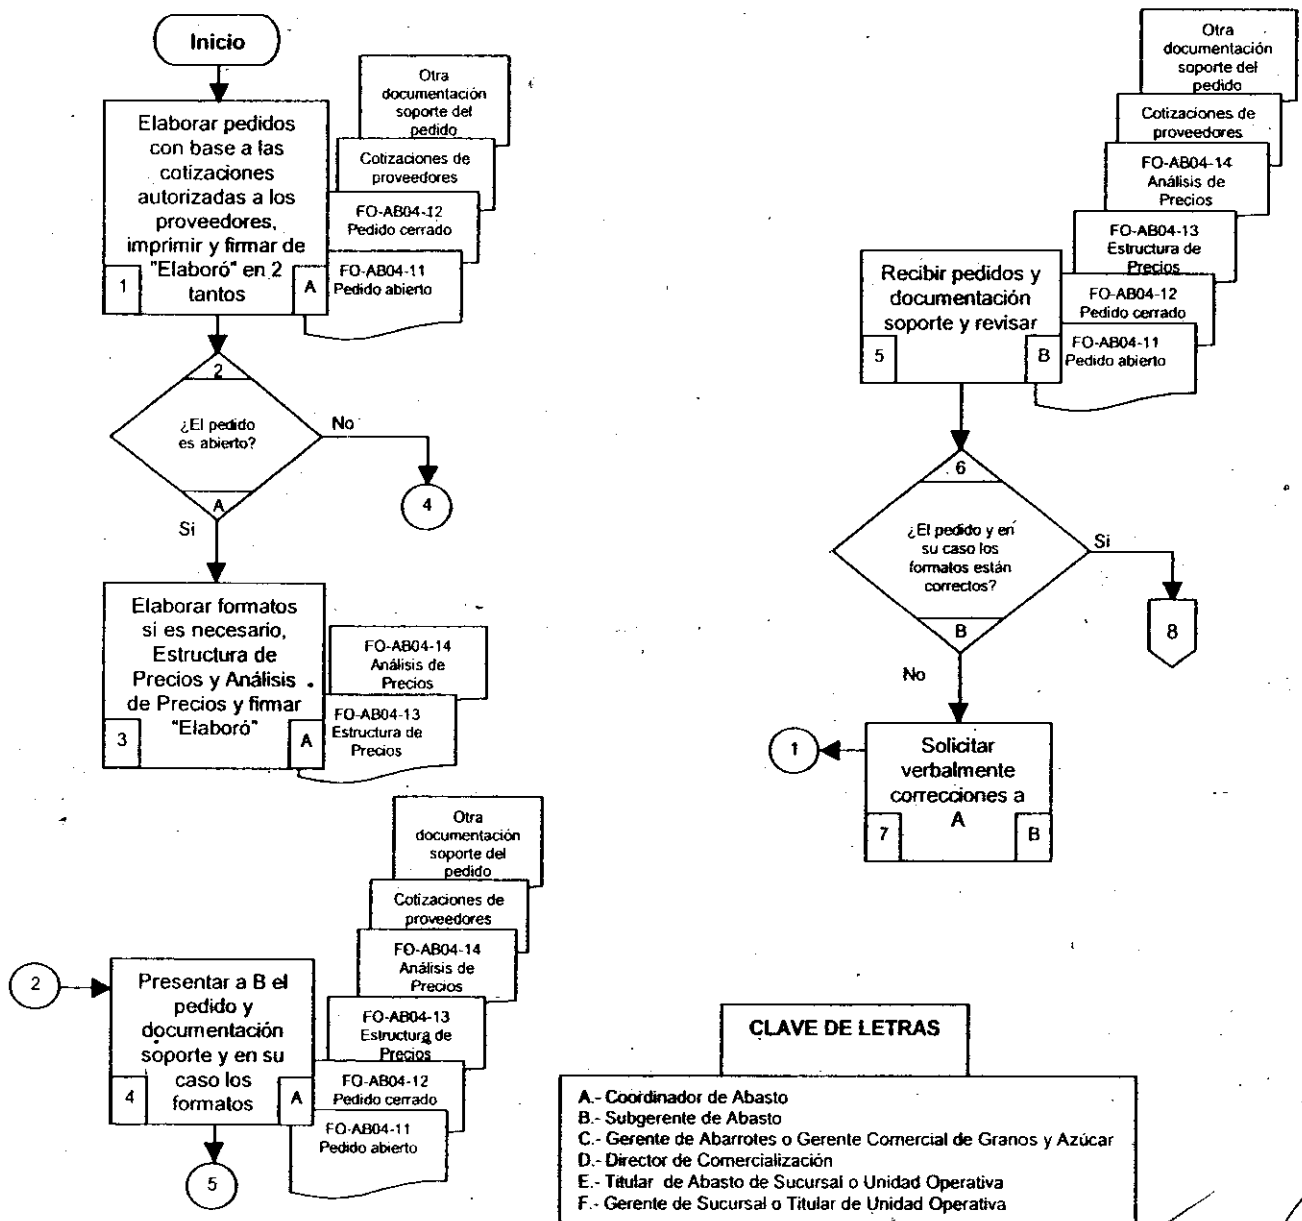 Inicio
Elaborar pedidos
con base a las
cotizaciones
autorizadas a los
proveedores,
imprimir y firmar de
"Elaboró" en 2
tantos
1
A
Otra
documentación
soporte del
pedido
Cotizaciones de
proveedores
FO-AB04-12
Pedido cerrado
FO-AB04-11
Pedido abierto
2
¿El pedido
es abierto?
A
No
4
Si
Elaborar formatos
si es necesario,
Estructura de
Precios y Análisis
de Precios y firmar
"Elaboró"
3
A
FO-AB04-14
Análisis de
Precios
FO-AB04-13
Estructura de
Precios
2
Presentar a B el
pedido y
documentación
soporte y en su
caso los
formatos
4
A
Otra
documentación
soporte del
pedido
Cotizaciones de
proveedores
FO-AB04-14
Análisis de
Precios
FO-AB04-13
Estructura de
Precios
FO-AB04-12
Pedido cerrado
FO-AB04-11
Pedido abierto
5
Recibir pedidos y
documentación
soporte y revisar
5
B
Otra
documentación
soporte del
pedido
Cotizaciones de
proveedores
FO-AB04-14
Análisis de
Precios
FO-AB04-13
Estructura de
Precios
FO-AB04-12
Pedido cerrado
FO-AB04-11
Pedido abierto
6
¿El pedido y en
su caso los
formatos están
correctos?
B
Si
8
No
1
Solicitar
verbalmente
correcciones a
A
7
B
CLAVE DE LETRAS
A.- Coordinador de Abasto
B.- Subgerente de Abasto
C.- Gerente de Abarrotes o Gerente Comercial de Granos y Azúcar
D.- Director de Comercialización
E.- Titular de Abasto de Sucursal o Unidad Operativa
F.- Gerente de Sucursal o Titular de Unidad Operativa